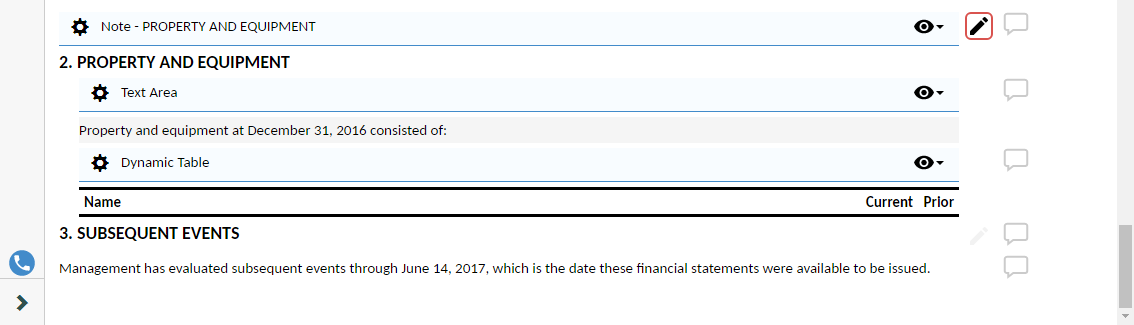 Note - PROPERTY AND EQUIPMENT
2. PROPERTY AND EQUIPMENT
Text Area
Property and equipment at December 31, 2016 consisted of:
Dynamic Table
Name Current Prior
3. SUBSEQUENT EVENTS
Management has evaluated subsequent events through June 14, 2017, which is the date these financial statements were available to be issued.